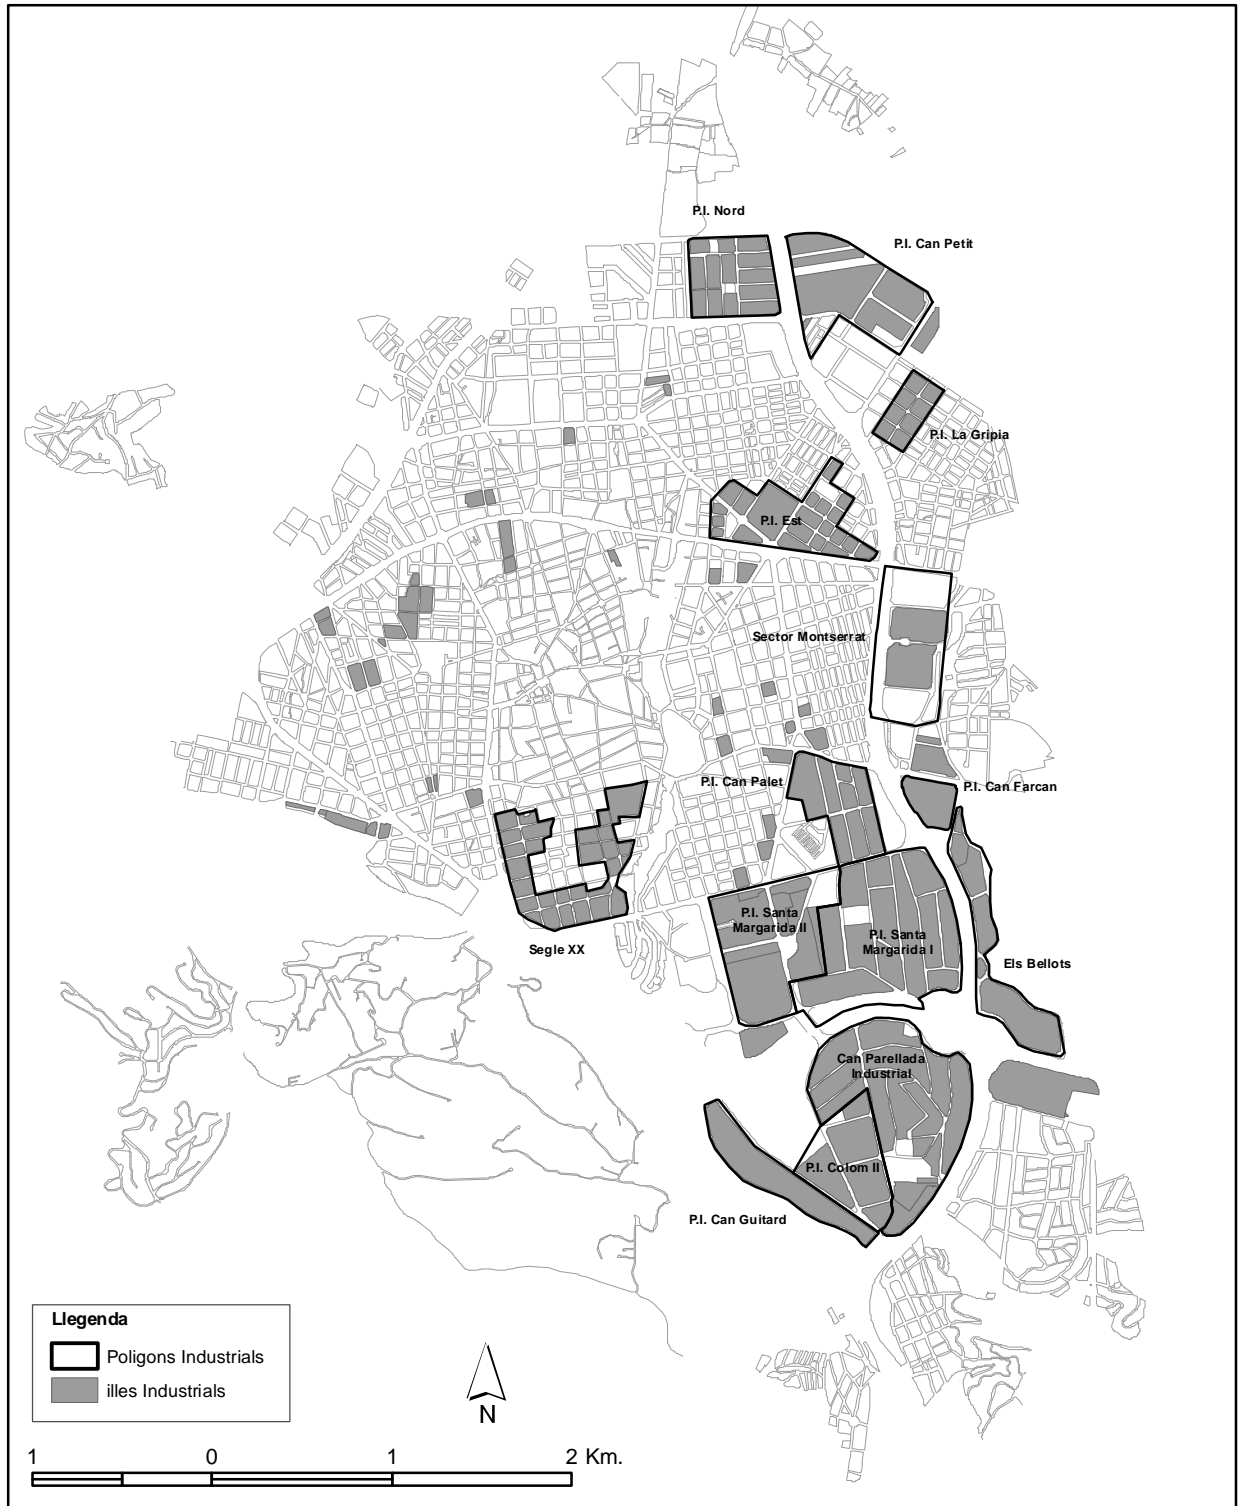 P.I. Nord
P.I. Can Petit
P.I. La Gripia
P.I. Est
Sector Montserrat
P.I. Can Palet
P.I. Can Farcan
P.I. Santa
Margarida II
P.I. Santa
Margarida I
Segle XX
Els Bellots
Can Parellada
Industrial
P.I. Colom II
P.I. Can Guitard
Llegenda
Poligons Industrials
illes Industrials
N
1 0 1 2 Km.